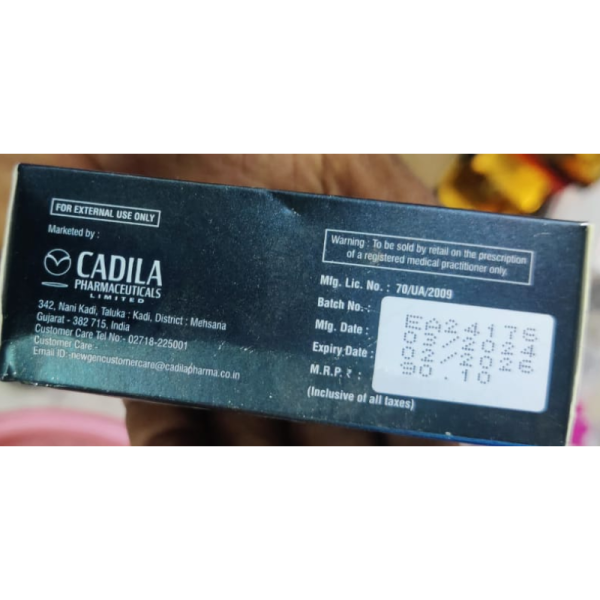 FOR EXTERNAL USE ONLY
Marketed by :
CADILA
PHARMACEUTICALS
LIMITED
342, Nani Kadi, Taluka : Kadi, District : Mehsana
Gujarat - 382 715, India
Customer Care Tel No:- 02718-225001
Customer Care -
Email ID :newgencustomercare@cadilapharma.co.in
Warning : To be sold by retail on the prescription
of a registered medical practitioner only.
Mfg. Lic. No. : 70/UA/2009
Batch No. : EA24176
Mfg. Date : 03/2024
Expiry Date : 02/2026
M.R.P. ₹ : 90.10
(Inclusive of all taxes)